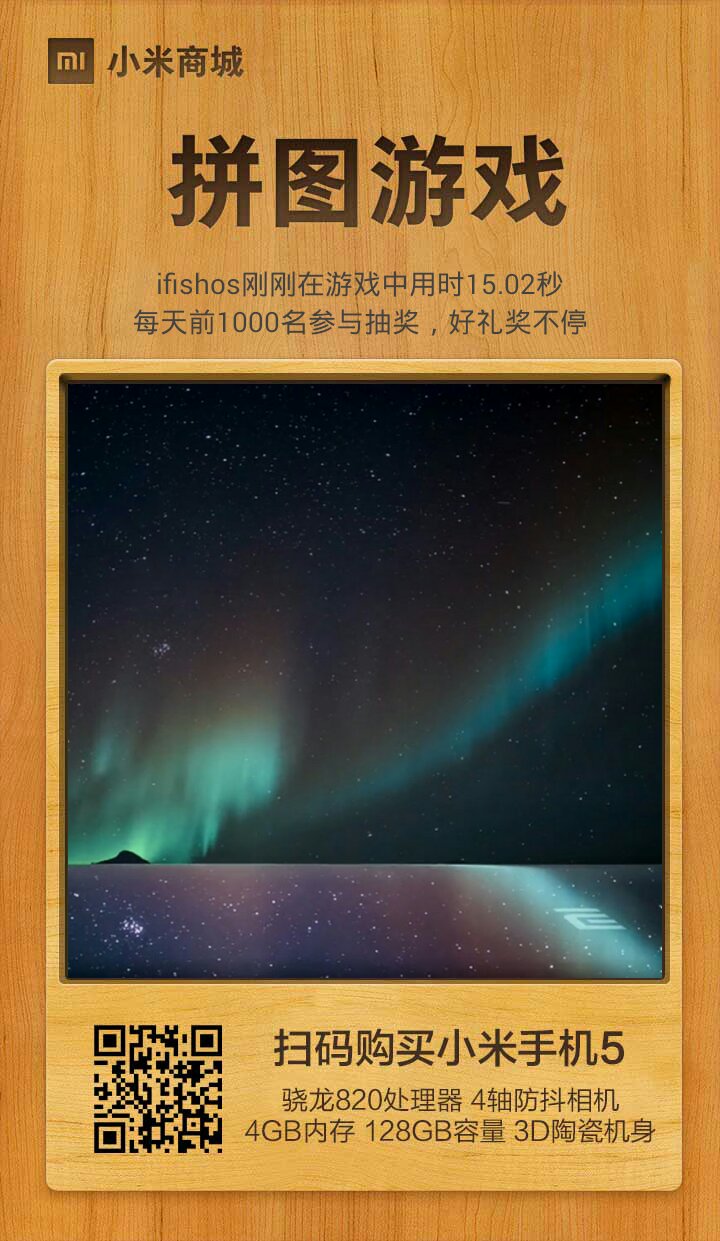 小米商城
拼图游戏
ifishos刚刚在游戏中用时15.02秒
每天前1000名参与抽奖，好礼奖不停
扫码购买小米手机5
骁龙820处理器 4轴防抖相机
4GB内存 128GB容量 3D陶瓷机身